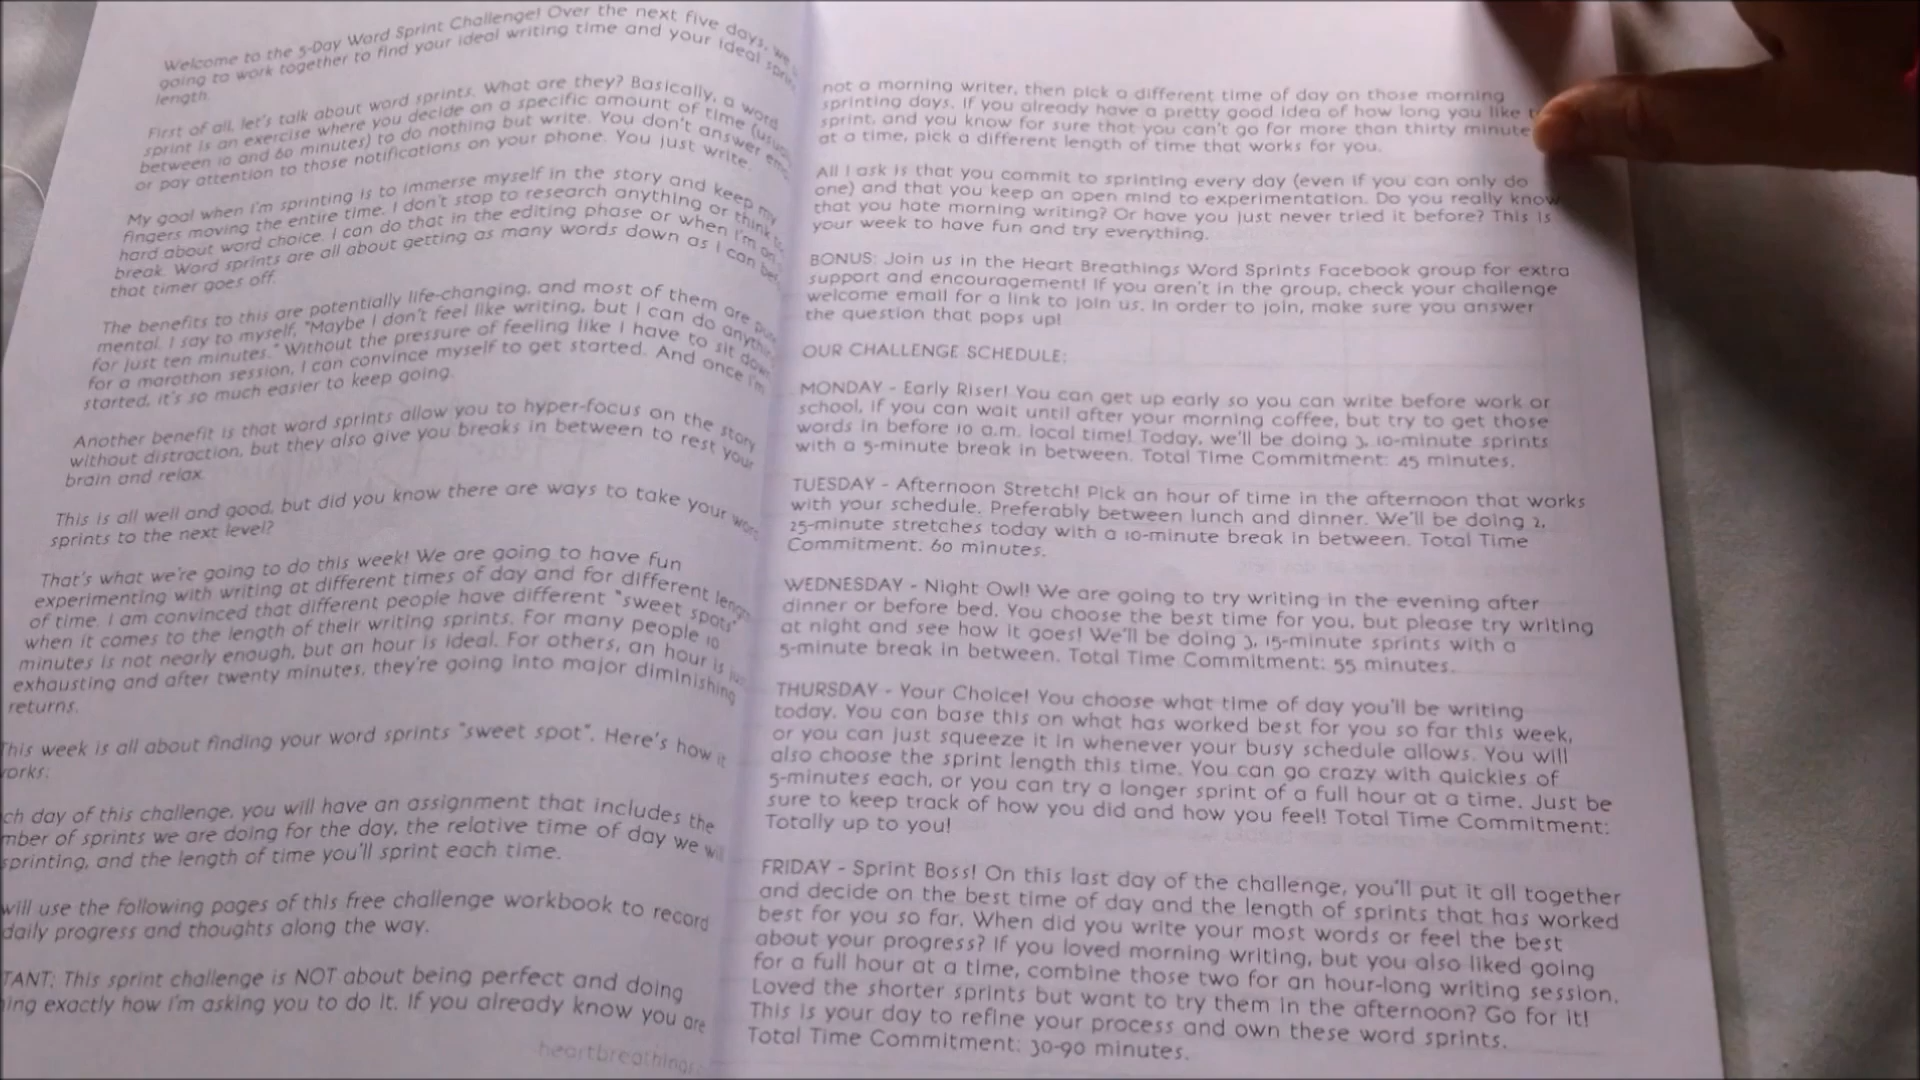 Welcome to the 5-Day Word Sprint Challenge! Over the next five days, we
going to work together to find your ideal writing time and your ideal sprint
length.
First of all, let's talk about word sprints. What are they? Basically, a word
sprint is an exercise where you decide on a specific amount of time
between 10 and 60 minutes) to do nothing but write. You don't answer
or pay attention to those notifications on your phone. You just write.
My goal when I'm sprinting is to immerse myself in the story and keep my
fingers moving the entire time. I don't stop to research anything or think
hard about word choice. I can do that in the editing phase or when I'm
break. Word sprints are all about getting as many words down as I can
that timer goes off.
The benefits to this are potentially life-changing, and most of them are
mental. I say to myself, "Maybe I don't feel like writing, but I can do
for just ten minutes." Without the pressure of feeling like I have to sit down
for a marathon session, I can convince myself to get started. And once I'm
started, it's so much easier to keep going.
Another benefit is that word sprints allow you to hyper-focus on the story
without distraction, but they also give you breaks in between to rest your
brain and relax.
This is all well and good, but did you know there are ways to take your
sprints to the next level?
That's what we're going to do this week! We are going to have fun
experimenting with writing at different times of day and for different
of time. I am convinced that different people have different "sweet spots"
when it comes to the length of their writing sprints. For many people 10
minutes is not nearly enough, but an hour is ideal. For others, an hour is
exhausting and after twenty minutes, they're going into major diminishing
returns.
This week is all about finding your word sprints "sweet spot". Here's how it
orks:
ch day of this challenge, you will have an assignment that includes the
mber of sprints we are doing for the day, the relative time of day we
sprinting, and the length of time you'll sprint each time.
will use the following pages of this free challenge workbook to record
daily progress and thoughts along the way.
TANT: This sprint challenge is NOT about being perfect and doing
ing exactly how I'm asking you to do it. If you already know you are
heartbreathings
not a morning writer, then pick a different time of day on those morning
sprinting days. If you already have a pretty good idea of how long you like
sprint, and you know for sure that you can't go for more than thirty minute
at a time, pick a different length of time that works for you.
All I ask is that you commit to sprinting every day (even if you can only do
one) and that you keep an open mind to experimentation. Do you really know
that you hate morning writing? Or have you just never tried it before? This is
your week to have fun and try everything.
BONUS: Join us in the Heart Breathings Word Sprints Facebook group for extra
support and encouragement! If you aren't in the group, check your challenge
welcome email for a link to join us. In order to join, make sure you answer
the question that pops up!
OUR CHALLENGE SCHEDULE:
MONDAY - Early Riser! You can get up early so you can write before work or
school, if you can wait until after your morning coffee, but try to get those
words in before 10 a.m. local time! Today, we'll be doing 3, 10-minute sprints
with a 5-minute break in between. Total Time Commitment: 45 minutes.
TUESDAY - Afternoon Stretch! Pick an hour of time in the afternoon that works
with your schedule. Preferably between lunch and dinner. We'll be doing 2,
25-minute stretches today with a 10-minute break in between. Total Time
Commitment: 60 minutes.
WEDNESDAY - Night Owl! We are going to try writing in the evening after
dinner or before bed. You choose the best time for you, but please try writing
at night and see how it goes! We'll be doing 3, 15-minute sprints with a
5-minute break in between. Total Time Commitment: 55 minutes.
THURSDAY - Your Choice! You choose what time of day you'll be writing
today. You can base this on what has worked best for you so far this week,
or you can just squeeze it in whenever your busy schedule allows. You will
also choose the sprint length this time. You can go crazy with quickies of
5-minutes each, or you can try a longer sprint of a full hour at a time. Just be
sure to keep track of how you did and how you feel! Total Time Commitment:
Totally up to you!
FRIDAY - Sprint Boss! On this last day of the challenge, you'll put it all together
and decide on the best time of day and the length of sprints that has worked
best for you so far. When did you write your most words or feel the best
about your progress? If you loved morning writing, but you also liked going
for a full hour at a time, combine those two for an hour-long writing session.
Loved the shorter sprints but want to try them in the afternoon? Go for it!
This is your day to refine your process and own these word sprints.
Total Time Commitment: 30-90 minutes.